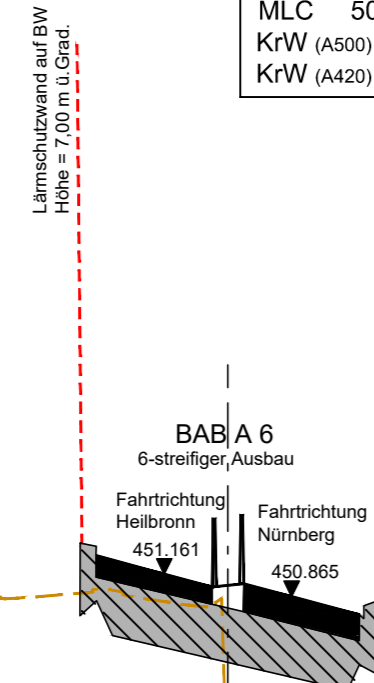 MLC 50
KrW (A500)
KrW (A420)
Lärmschutzwand auf BW
Höhe = 7,00 m ü.Grad.
BAB A 6
6-streifiger Ausbau
Fahrtrichtung
Heilbronn
451.161
Fahrtrichtung
Nürnberg
450.865